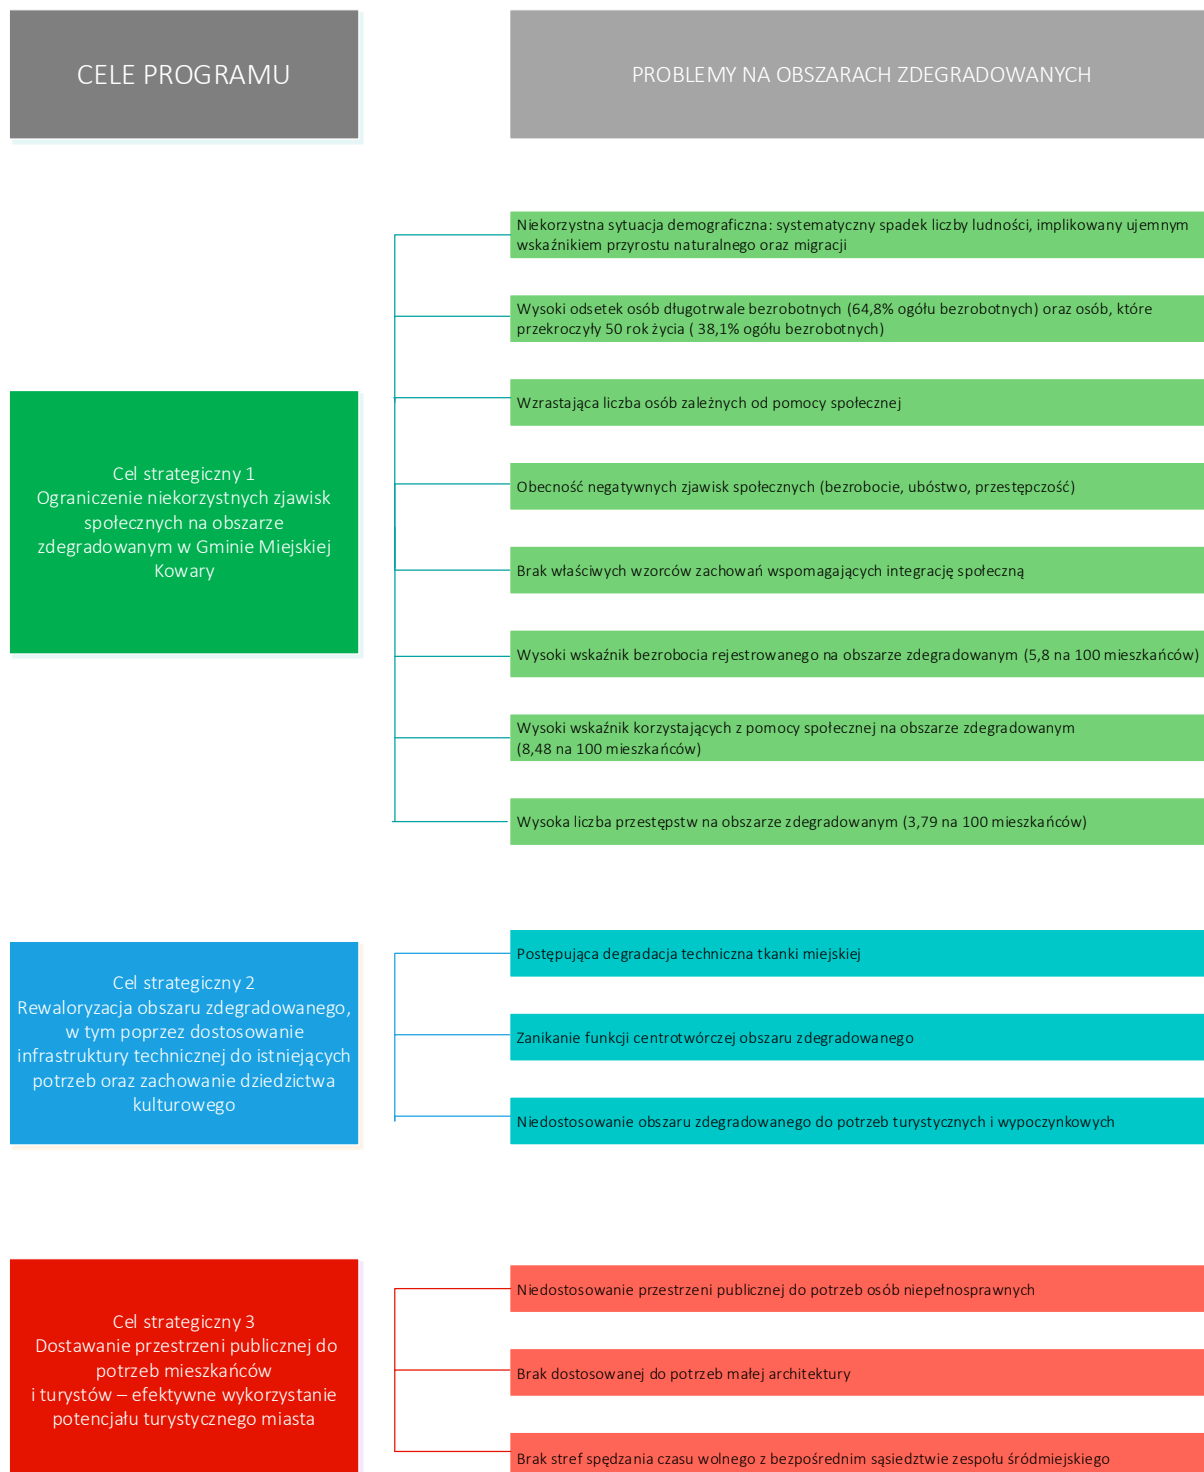 CELE PROGRAMU
PROBLEMY NA OBSZARACH ZDEGRADOWANYCH
Cel strategiczny 1
Ograniczenie niekorzystnych zjawisk
społecznych na obszarze
zdegradowanym w Gminie Miejskiej
Kowary
Niekorzystna sytuacja demograficzna: systematyczny spadek liczby ludności, implikowany ujemnym
wskaźnikiem przyrostu naturalnego oraz migracji
Wysoki odsetek osób długotrwale bezrobotnych (64,8% ogółu bezrobotnych) oraz osób, które
przekroczyły 50 rok życia ( 38,1% ogółu bezrobotnych)
Wzrastająca liczba osób zależnych od pomocy społecznej
Obecność negatywnych zjawisk społecznych (bezrobocie, ubóstwo, przestępczość)
Brak właściwych wzorców zachowań wspomagających integrację społeczną
Wysoki wskaźnik bezrobocia rejestrowanego na obszarze zdegradowanym (5,8 na 100 mieszkańców)
Wysoki wskaźnik korzystających z pomocy społecznej na obszarze zdegradowanym
(8,48 na 100 mieszkańców)
Wysoka liczba przestępstw na obszarze zdegradowanym (3,79 na 100 mieszkańców)
Cel strategiczny 2
Rewaloryzacja obszaru zdegradowanego,
w tym poprzez dostosowanie
infrastruktury technicznej do istniejących
potrzeb oraz zachowanie dziedzictwa
kulturowego
Postępująca degradacja techniczna tkanki miejskiej
Zanikanie funkcji centrotwórczej obszaru zdegradowanego
Niedostosowanie obszaru zdegradowanego do potrzeb turystycznych i wypoczynkowych
Cel strategiczny 3
Dostawanie przestrzeni publicznej do
potrzeb mieszkańców
i turystów – efektywne wykorzystanie
potencjału turystycznego miasta
Niedostosowanie przestrzeni publicznej do potrzeb osób niepełnosprawnych
Brak dostosowanej do potrzeb małej architektury
Brak stref spędzania czasu wolnego z bezpośrednim sąsiedztwie zespołu śródmiejskiego